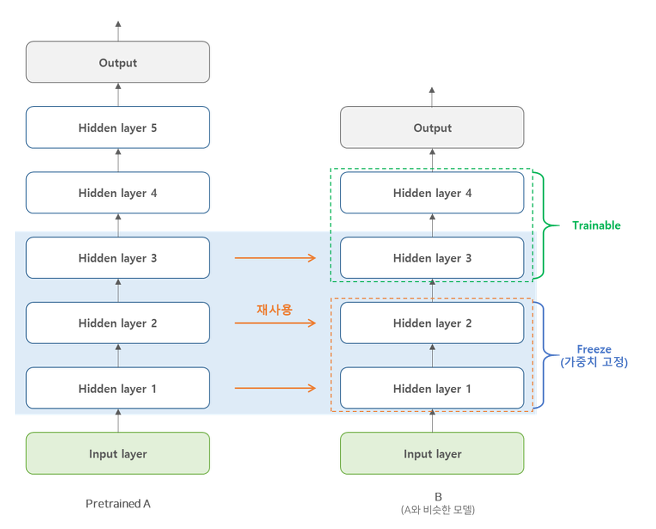 Output
Hidden layer 5
Hidden layer 4
Hidden layer 3
Hidden layer 2
Hidden layer 1
Input layer
Pretrained A
재사용
Output
Hidden layer 4
Hidden layer 3
Hidden layer 2
Hidden layer 1
Input layer
B
(A와 비슷한 모델)
Trainable
Freeze
(가중치 고정)